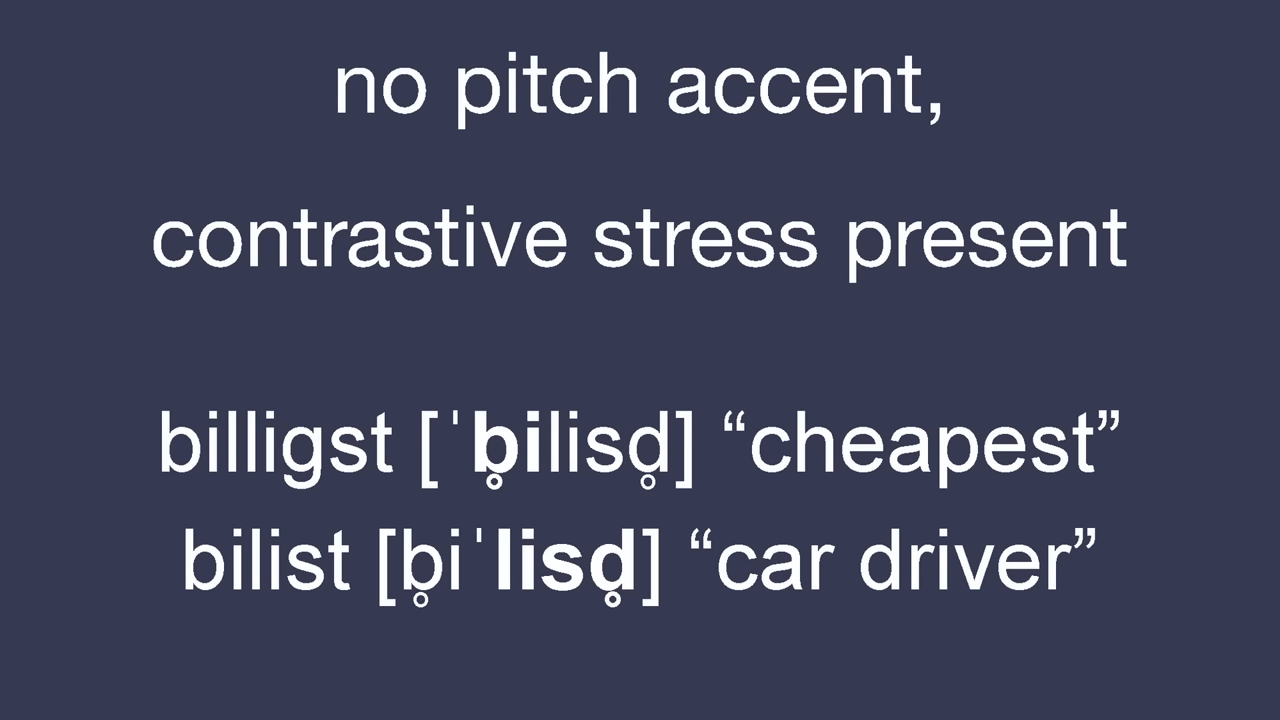 no pitch accent,
contrastive stress present
billigst [ˈb̥ilisd̥] “cheapest”
bilist [b̥iˈlisd̥] “car driver”